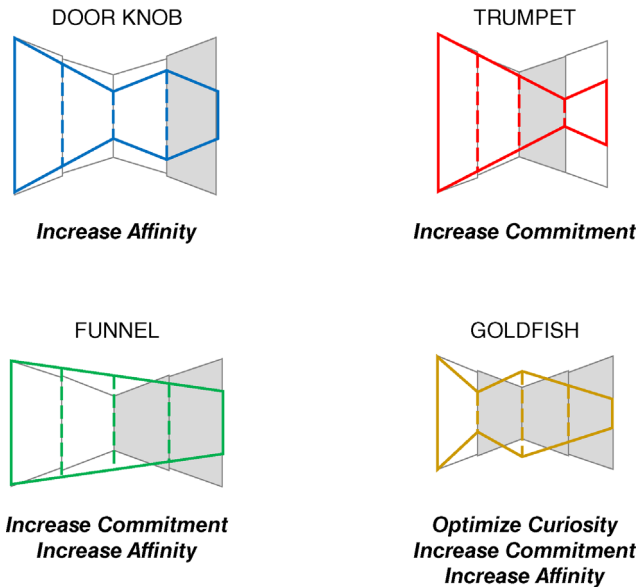 DOOR KNOB
Increase Affinity
TRUMPET
Increase Commitment
FUNNEL
Increase Commitment
Increase Affinity
GOLDFISH
Optimize Curiosity
Increase Commitment
Increase Affinity